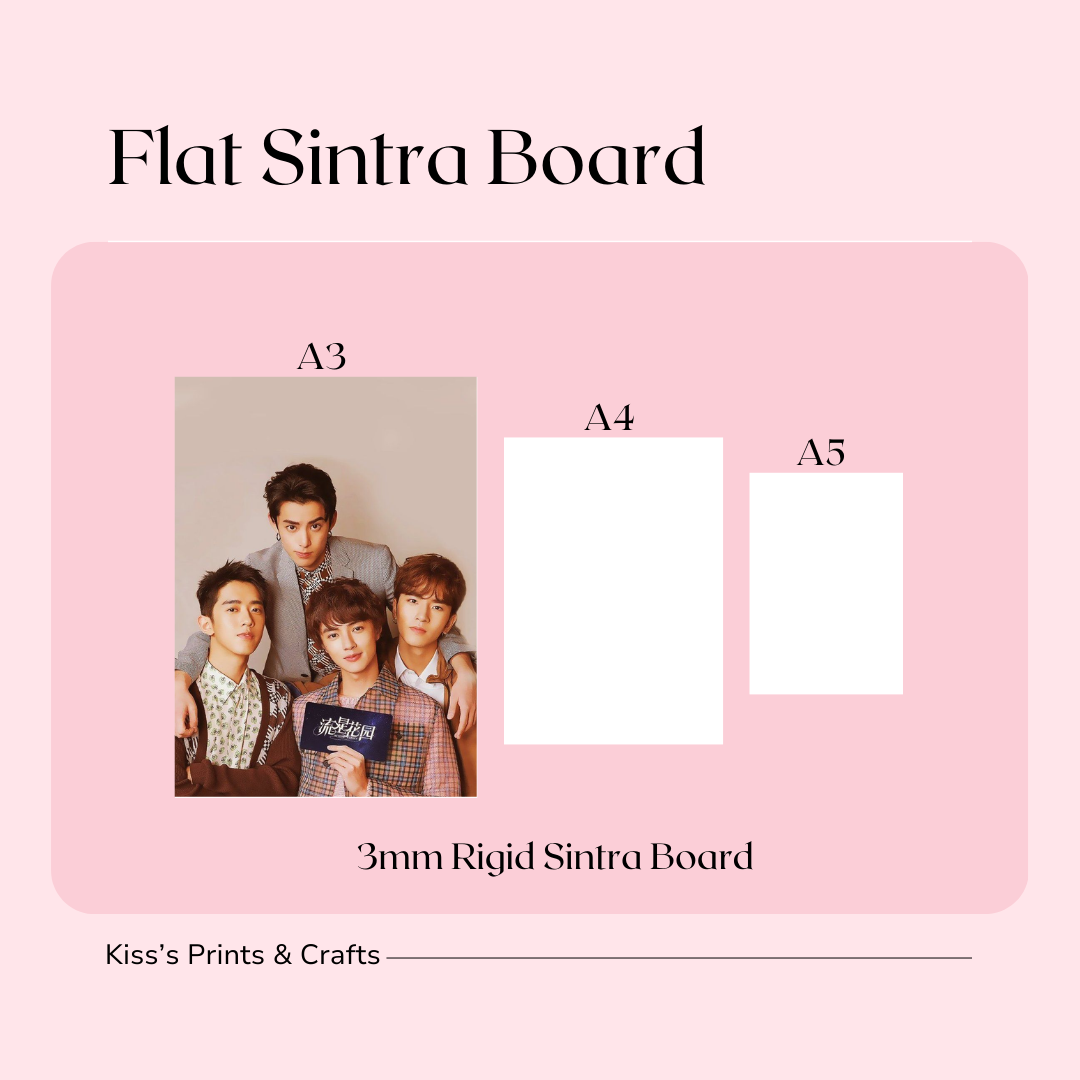 Flat Sintra Board
A3
A4
A5
流星花园
3mm Rigid Sintra Board
Kiss's Prints & Crafts